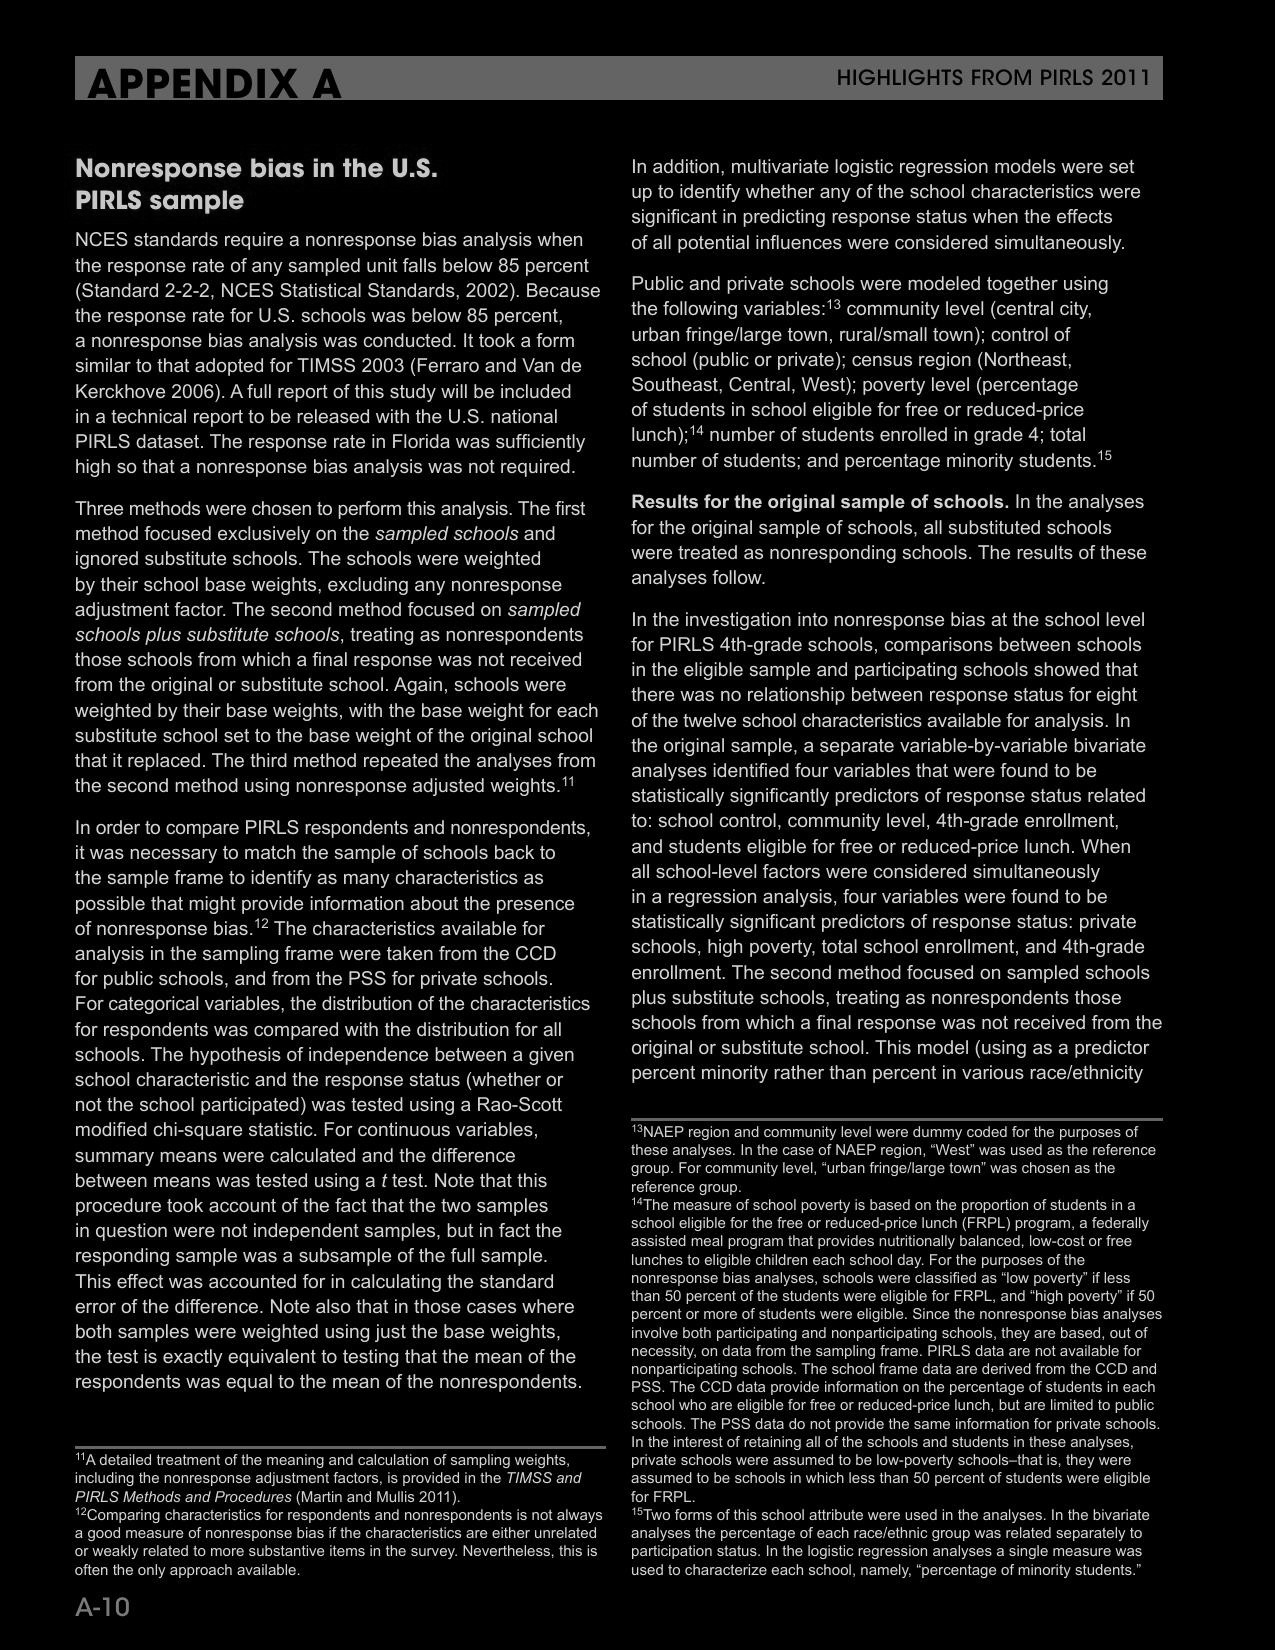 APPENDIX A
HIGHLIGHTS FROM PIRLS 2011
Nonresponse bias in the U.S.
PIRLS sample
NCES standards require a nonresponse bias analysis when
the response rate of any sampled unit falls below 85 percent
(Standard 2-2-2, NCES Statistical Standards, 2002). Because
the response rate for U.S. schools was below 85 percent,
a nonresponse bias analysis was conducted. It took a form
similar to that adopted for TIMSS 2003 (Ferraro and Van de
Kerckhove 2006). A full report of this study will be included
in a technical report to be released with the U.S. national
PIRLS dataset. The response rate in Florida was sufficiently
high so that a nonresponse bias analysis was not required.
Three methods were chosen to perform this analysis. The first
method focused exclusively on the sampled schools and
ignored substitute schools. The schools were weighted
by their school base weights, excluding any nonresponse
adjustment factor. The second method focused on sampled
schools plus substitute schools, treating as nonrespondents
those schools from which a final response was not received
from the original or substitute school. Again, schools were
weighted by their base weights, with the base weight for each
substitute school set to the base weight of the original school
that it replaced. The third method repeated the analyses from
the second method using nonresponse adjusted weights.11
In order to compare PIRLS respondents and nonrespondents,
it was necessary to match the sample of schools back to
the sample frame to identify as many characteristics as
possible that might provide information about the presence
of nonresponse bias.12 The characteristics available for
analysis in the sampling frame were taken from the CCD
for public schools, and from the PSS for private schools.
For categorical variables, the distribution of the characteristics
for respondents was compared with the distribution for all
schools. The hypothesis of independence between a given
school characteristic and the response status (whether or
not the school participated) was tested using a Rao-Scott
modified chi-square statistic. For continuous variables,
summary means were calculated and the difference
between means was tested using a t test. Note that this
procedure took account of the fact that the two samples
in question were not independent samples, but in fact the
responding sample was a subsample of the full sample.
This effect was accounted for in calculating the standard
error of the difference. Note also that in those cases where
both samples were weighted using just the base weights,
the test is exactly equivalent to testing that the mean of the
respondents was equal to the mean of the nonrespondents.
11A detailed treatment of the meaning and calculation of sampling weights,
including the nonresponse adjustment factors, is provided in the TIMSS and
PIRLS Methods and Procedures (Martin and Mullis 2011).
12Comparing characteristics for respondents and nonrespondents is not always
a good measure of nonresponse bias if the characteristics are either unrelated
or weakly related to more substantive items in the survey. Nevertheless, this is
often the only approach available.
In addition, multivariate logistic regression models were set
up to identify whether any of the school characteristics were
significant in predicting response status when the effects
of all potential influences were considered simultaneously.
Public and private schools were modeled together using
the following variables:13 community level (central city,
urban fringe/large town, rural/small town); control of
school (public or private); census region (Northeast,
Southeast, Central, West); poverty level (percentage
of students in school eligible for free or reduced-price
lunch);14 number of students enrolled in grade 4; total
number of students; and percentage minority students.15
Results for the original sample of schools. In the analyses
for the original sample of schools, all substituted schools
were treated as nonresponding schools. The results of these
analyses follow.
In the investigation into nonresponse bias at the school level
for PIRLS 4th-grade schools, comparisons between schools
in the eligible sample and participating schools showed that
there was no relationship between response status for eight
of the twelve school characteristics available for analysis. In
the original sample, a separate variable-by-variable bivariate
analyses identified four variables that were found to be
statistically significantly predictors of response status related
to: school control, community level, 4th-grade enrollment,
and students eligible for free or reduced-price lunch. When
all school-level factors were considered simultaneously
in a regression analysis, four variables were found to be
statistically significant predictors of response status: private
schools, high poverty, total school enrollment, and 4th-grade
enrollment. The second method focused on sampled schools
plus substitute schools, treating as nonrespondents those
schools from which a final response was not received from the
original or substitute school. This model (using as a predictor
percent minority rather than percent in various race/ethnicity
13NAEP region and community level were dummy coded for the purposes of
these analyses. In the case of NAEP region, “West” was used as the reference
group. For community level, “urban fringe/large town” was chosen as the
reference group.
14The measure of school poverty is based on the proportion of students in a
school eligible for the free or reduced-price lunch (FRPL) program, a federally
assisted meal program that provides nutritionally balanced, low-cost or free
lunches to eligible children each school day. For the purposes of the
nonresponse bias analyses, schools were classified as “low poverty” if less
than 50 percent of the students were eligible for FRPL, and “high poverty” if 50
percent or more of students were eligible. Since the nonresponse bias analyses
involve both participating and nonparticipating schools, they are based, out of
necessity, on data from the sampling frame. PIRLS data are not available for
nonparticipating schools. The school frame data are derived from the CCD and
PSS. The CCD data provide information on the percentage of students in each
school who are eligible for free or reduced-price lunch, but are limited to public
schools. The PSS data do not provide the same information for private schools.
In the interest of retaining all of the schools and students in these analyses,
private schools were assumed to be low-poverty schools–that is, they were
assumed to be schools in which less than 50 percent of students were eligible
for FRPL.
15Two forms of this school attribute were used in the analyses. In the bivariate
analyses the percentage of each race/ethnic group was related separately to
participation status. In the logistic regression analyses a single measure was
used to characterize each school, namely, “percentage of minority students.”
A-10